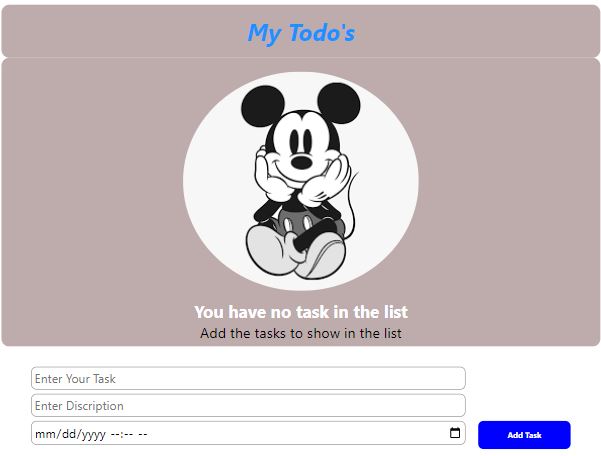 My Todo's
You have no task in the list
Add the tasks to show in the list
Enter Your Task
Enter Discription
mm/dd/yyyy --:-- --
Add Task